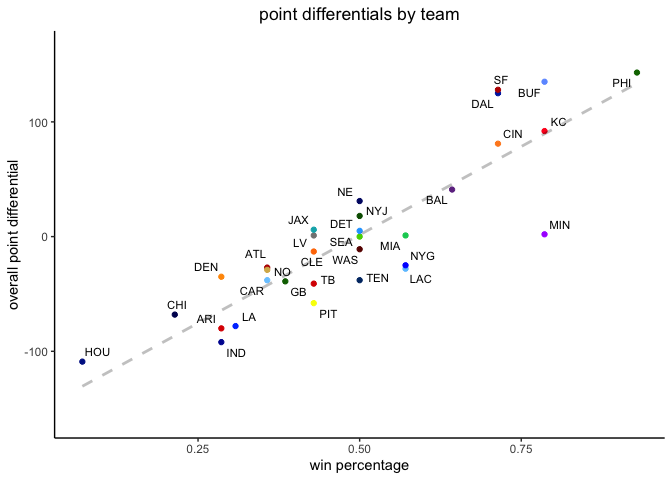 point differentials by team
overall point differential
100
0
-100
SF
DAL
BUF
PHI
KC
CIN
NE
BAL
NYJ
JAX
DET
MIN
LV
SEA
MIA
WAS
ATL
CLE
NYG
DEN
NO
TB
TEN
LAC
CAR
GB
CHI
PIT
ARI
LA
IND
HOU
0.25
0.50
0.75
win percentage